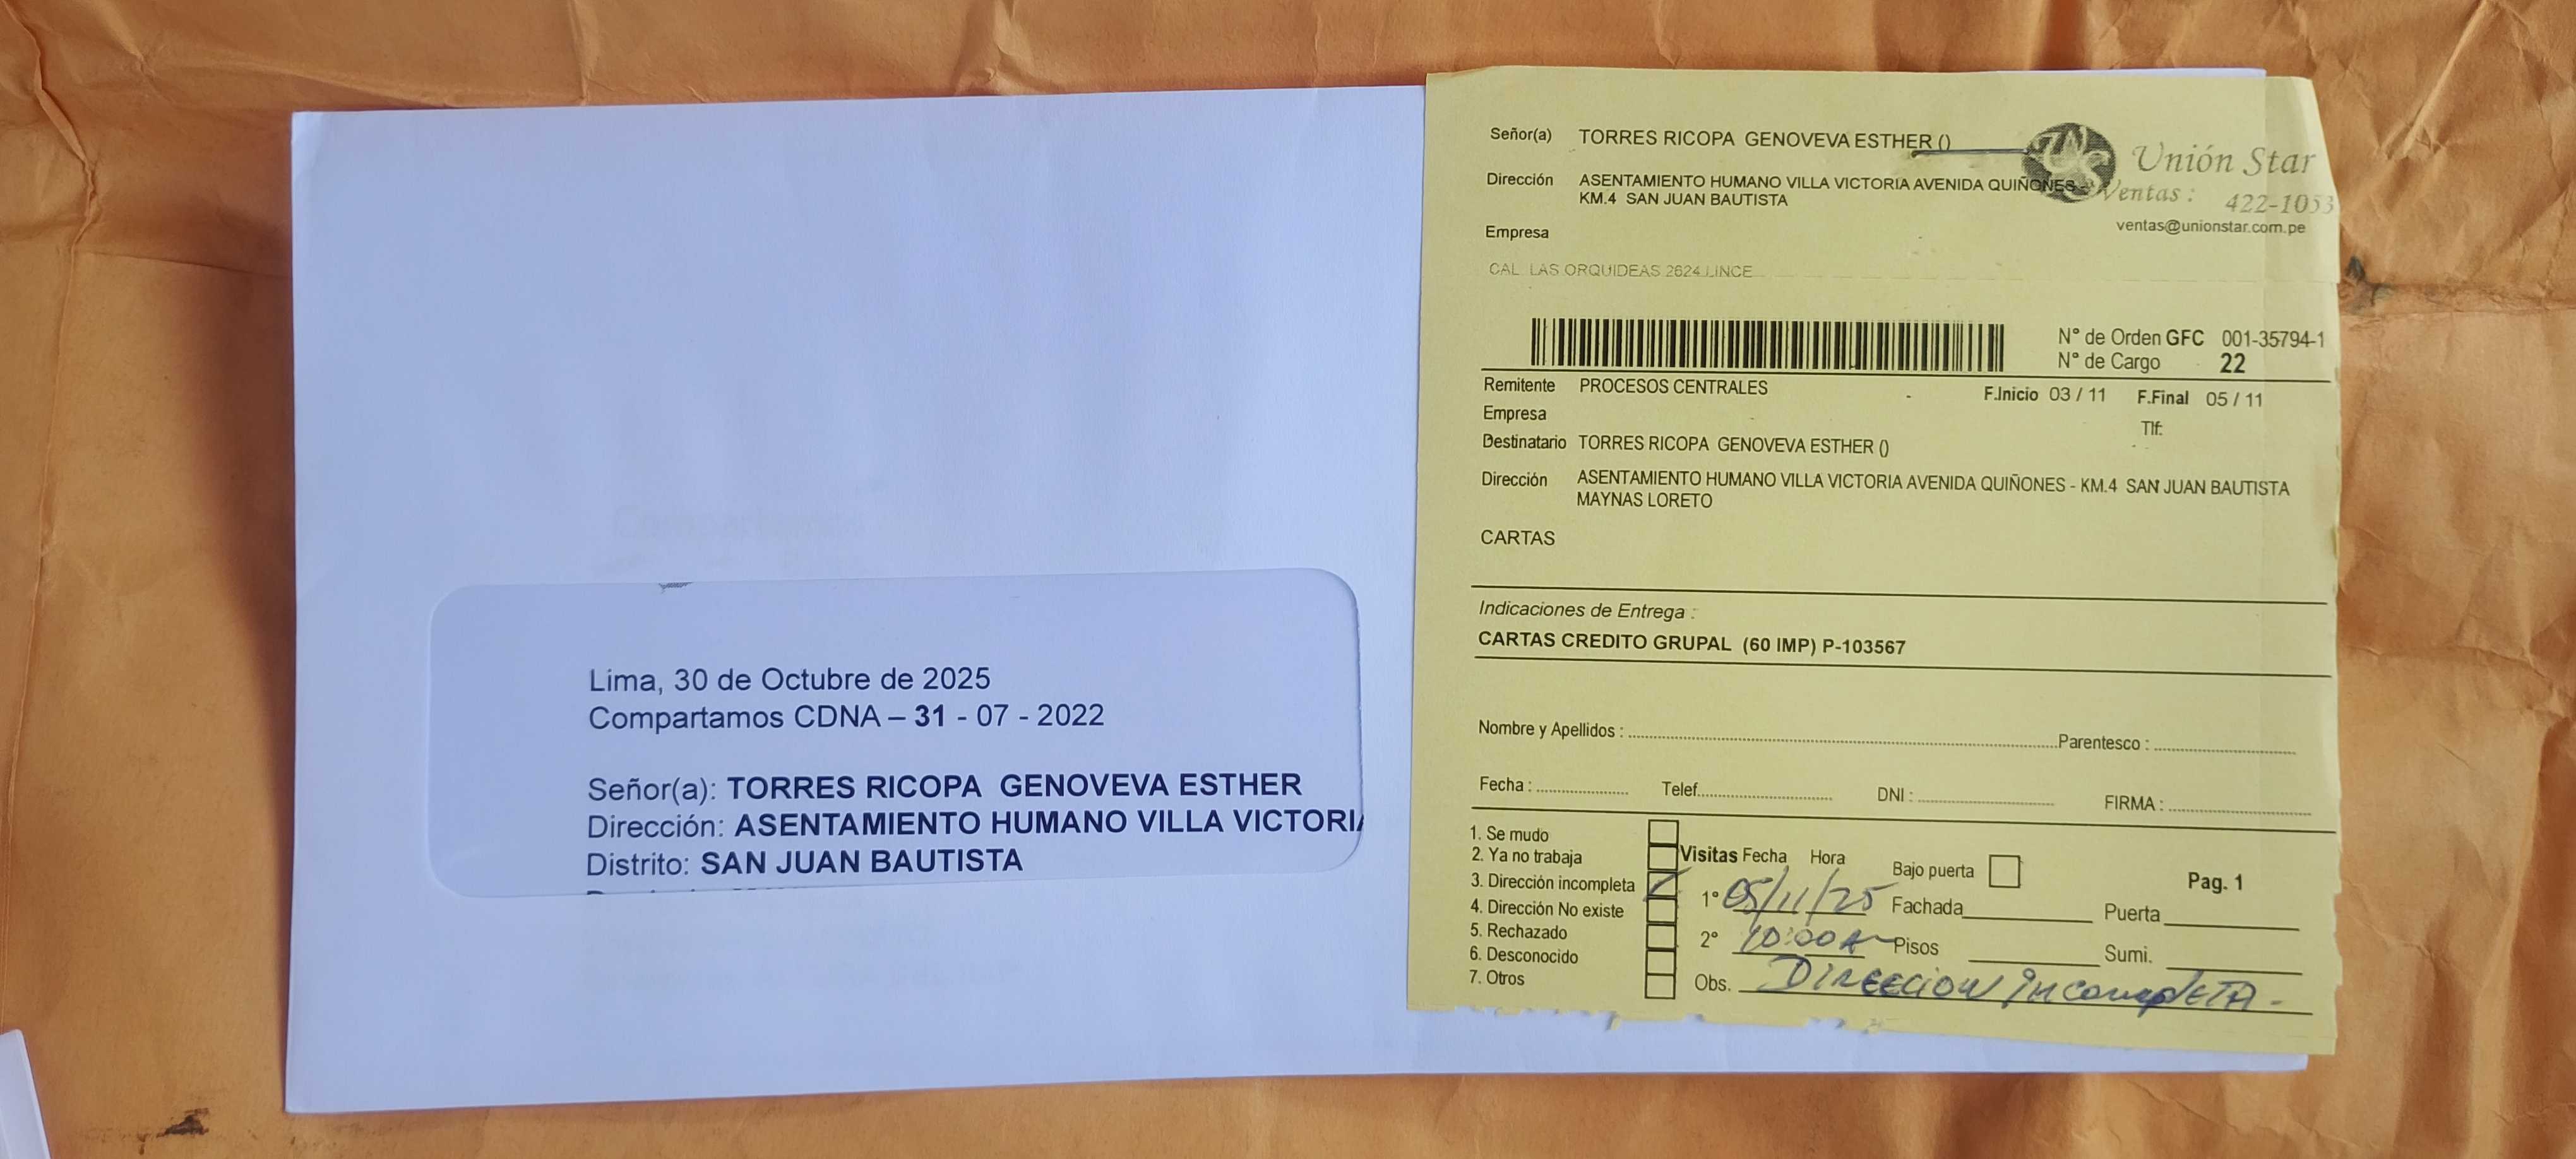 Lima, 30 de Octubre de 2025
Compartamos CDNA – 31 - 07 - 2022
Señor(a): TORRES RICOPA GENOVEVA ESTHER
Dirección: ASENTAMIENTO HUMANO VILLA VICTORIA
Distrito: SAN JUAN BAUTISTA
Señor(a) TORRES RICOPA GENOVEVA ESTHER ()
Unión Star
Ventas : 422-1053
ventas@unionstar.com.pe
Dirección ASENTAMIENTO HUMANO VILLA VICTORIA AVENIDA QUIÑONES -
KM.4 SAN JUAN BAUTISTA
Empresa
CAL. LAS ORQUIDEAS 2624 LINCE
N° de Orden GFC 001-35794-1
N° de Cargo 22
Remitente PROCESOS CENTRALES F.Inicio 03 / 11 F.Final 05 / 11
Empresa Tlf:
Destinatario TORRES RICOPA GENOVEVA ESTHER ()
Dirección ASENTAMIENTO HUMANO VILLA VICTORIA AVENIDA QUIÑONES - KM.4 SAN JUAN BAUTISTA
MAYNAS LORETO
CARTAS
Indicaciones de Entrega :
CARTAS CREDITO GRUPAL (60 IMP) P-103567
Nombre y Apellidos : Parentesco :
Fecha : Telef. DNI : FIRMA :
1. Se mudo
2. Ya no trabaja Visitas Fecha Hora Bajo puerta
3. Dirección incompleta 1° 05/11/25 Fachada Pag. 1
4. Dirección No existe Puerta
5. Rechazado 2° 10:00 A Pisos Sumi.
6. Desconocido
7. Otros Obs. DIRECCION INCOMPLETA -